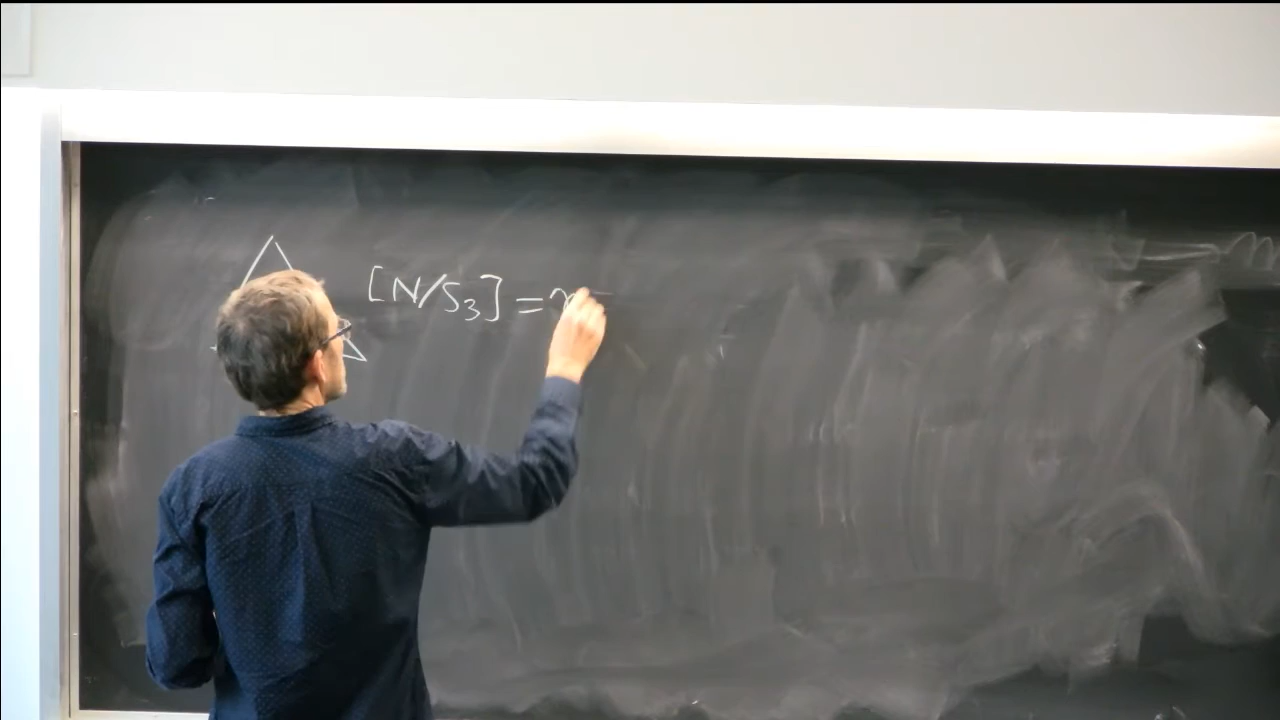 [N/S₃] =